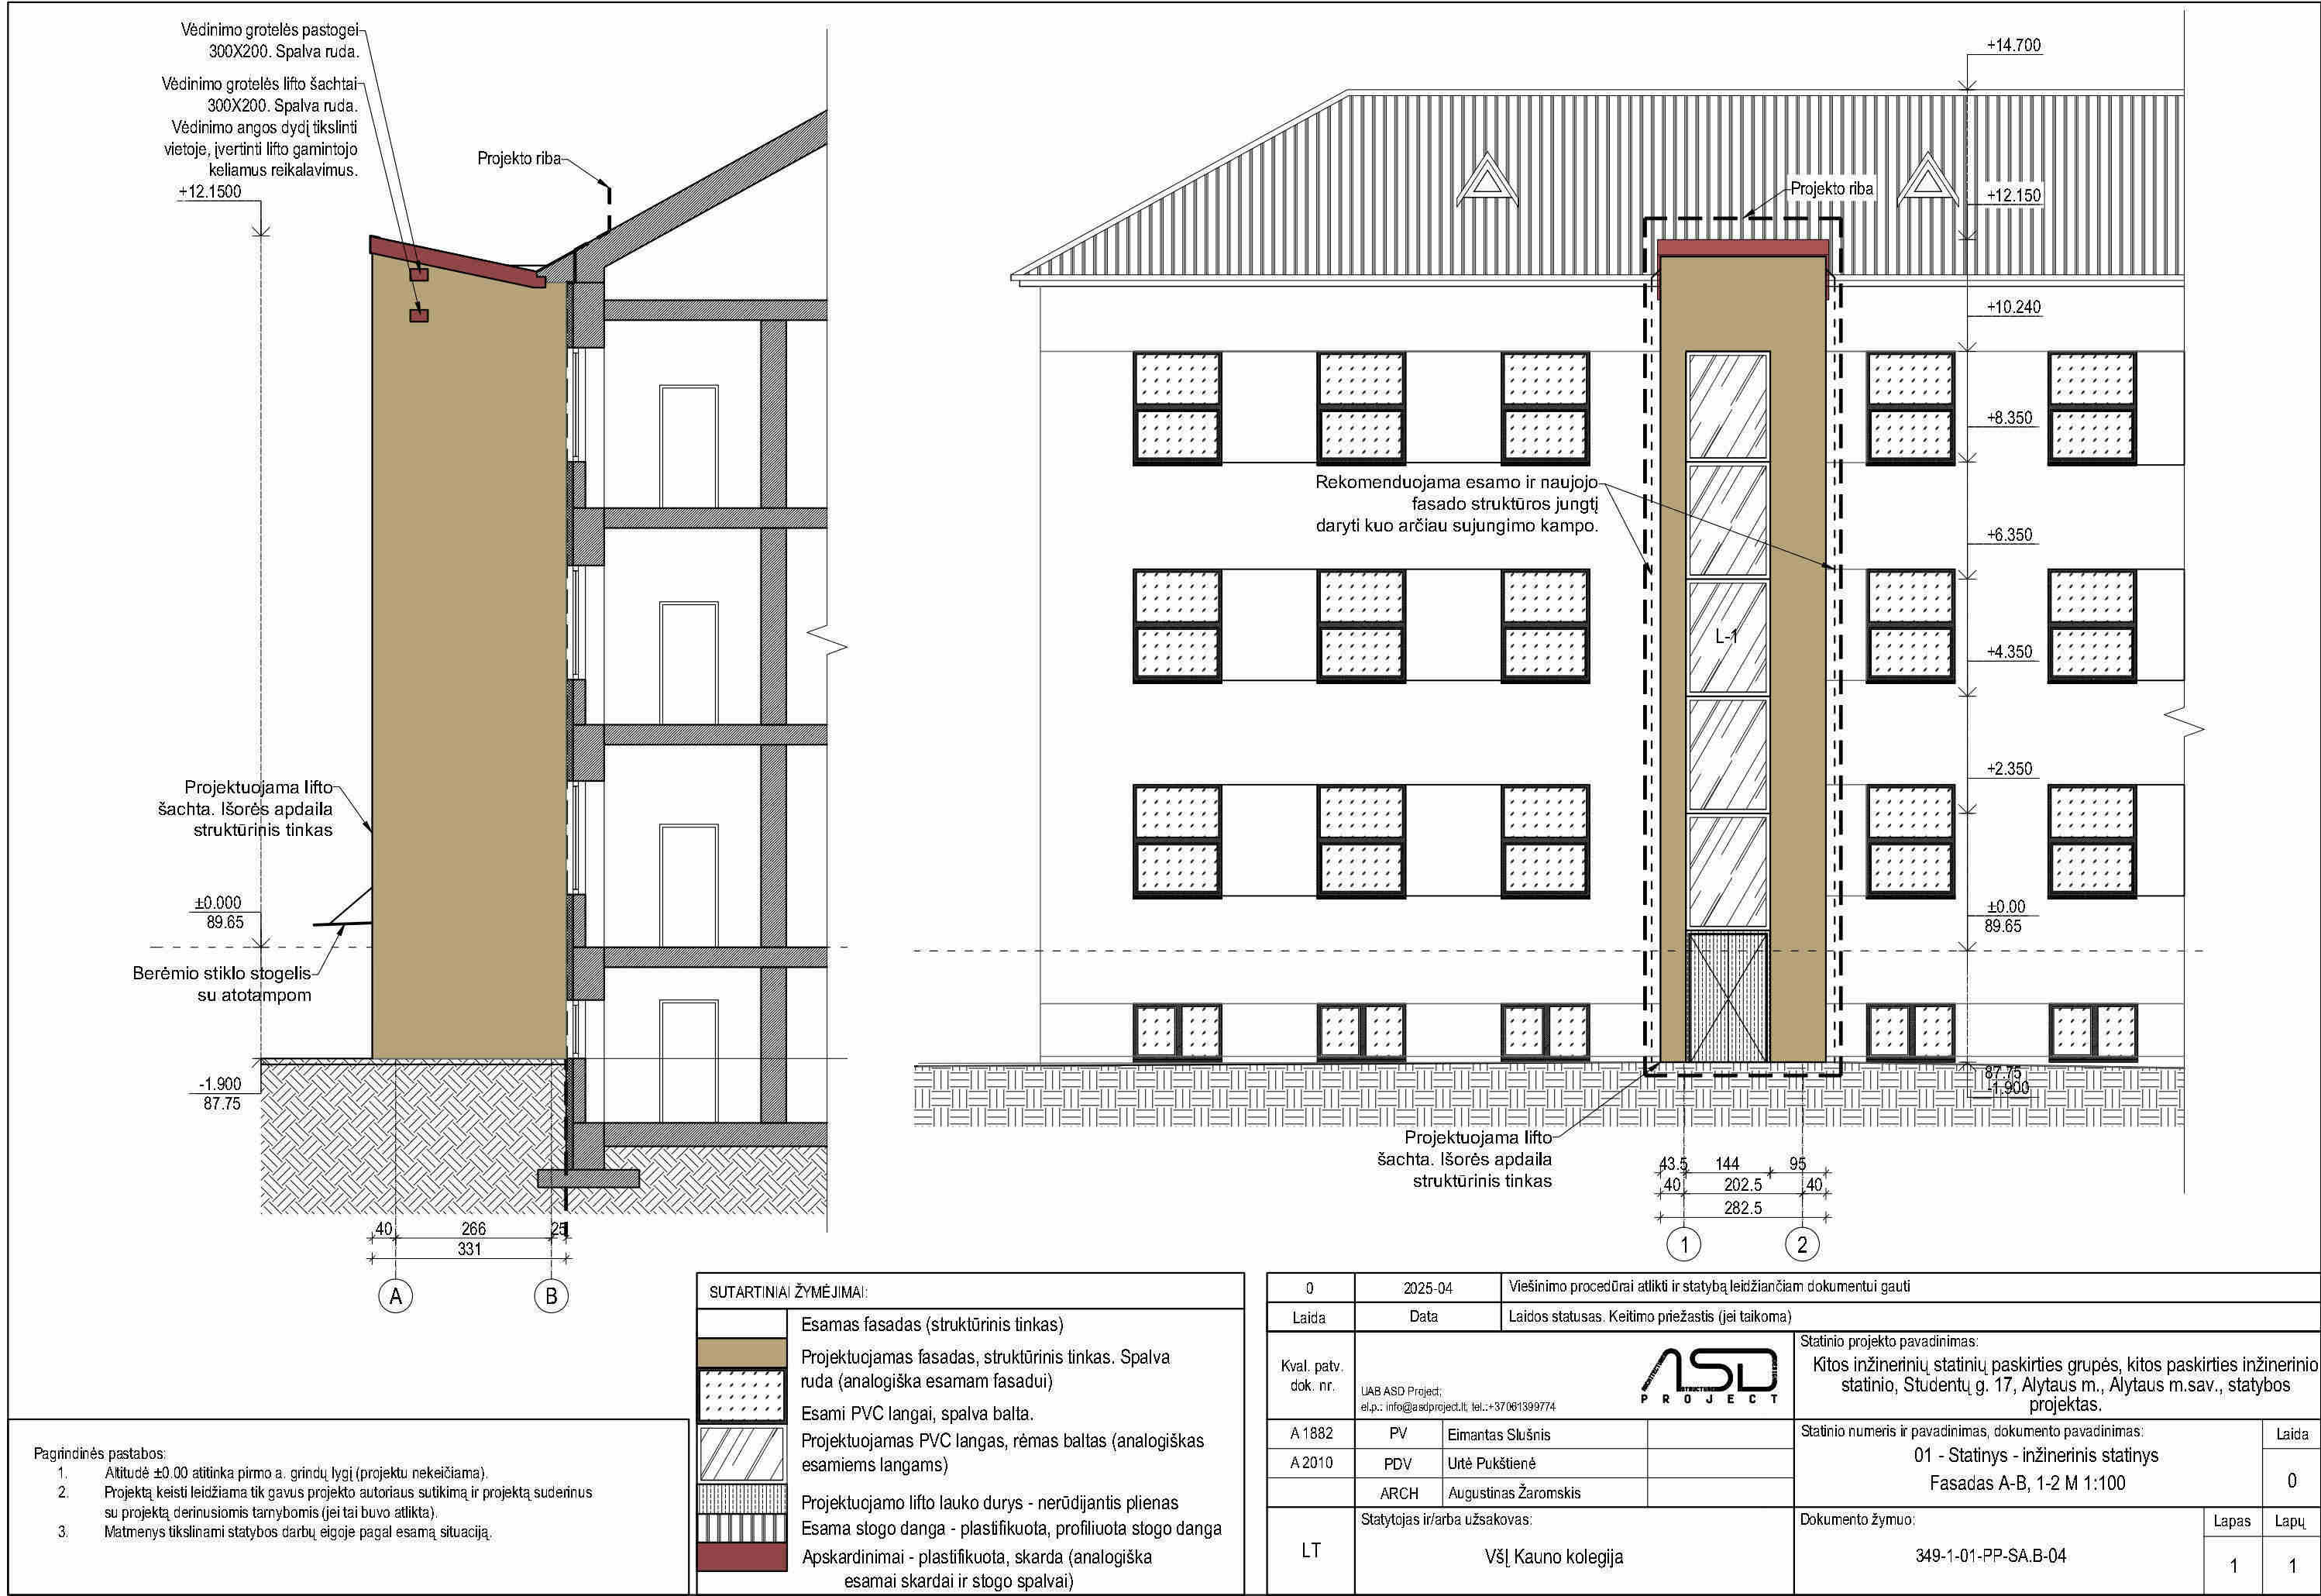 Vėdinimo grotelės pastogei
300X200. Spalva ruda.
Vėdinimo grotelės lifto šachtai
300X200. Spalva ruda.
Vėdinimo angos dydį tikslinti
vietoje, įvertinti lifto gamintojo
keliamus reikalavimus.
+12.1500
Projekto riba
Projektuojama lifto
šachta. Išorės apdaila
struktūrinis tinkas
±0.000
89.65
Berėmio stiklo stogelis
su atotampom
-1.900
87.75
40
266
25
331
A
B
+14.700
Projekto riba
+12.150
+10.240
+8.350
Rekomenduojama esamo ir naujojo
fasado struktūros jungtį
daryti kuo arčiau sujungimo kampo.
+6.350
L-1
+4.350
+2.350
±0.00
89.65
87.75
-1.900
Projektuojama lifto
šachta. Išorės apdaila
struktūrinis tinkas
43.5
144
95
40
202.5
40
282.5
1
2
SUTARTINIAI ŽYMĖJIMAI:
Esamas fasadas (struktūrinis tinkas)
Projektuojamas fasadas, struktūrinis tinkas. Spalva
ruda (analogiška esamam fasadui)
Esami PVC langai, spalva balta.
Projektuojamas PVC langas, rėmas baltas (analogiškas
esamiems langams)
Projektuojamo lifto lauko durys - nerūdijantis plienas
Esama stogo danga - plastifikuota, profiliuota stogo danga
Apskardinimai - plastifikuota, skarda (analogiška
esamai skardai ir stogo spalvai)
Pagrindinės pastabos:
1. Altitudė ±0.00 atitinka pirmo a. grindų lygį (projektu nekeičiama).
2. Projektą keisti leidžiama tik gavus projekto autoriaus sutikimą ir projektą suderinus
su projektą derinusiomis tarnybomis (jei tai buvo atlikta).
3. Matmenys tikslinami statybos darbų eigoje pagal esamą situaciją.
0
2025-04
Viešinimo procedūrai atlikti ir statybą leidžiančiam dokumentui gauti
Laida
Data
Laidos statusas. Keitimo priežastis (jei taikoma)
Kval. patv.
dok. nr.
UAB ASD Project;
el.p.: info@asdproject.lt, tel.:+37061399774
ASD
PROJECT
Statinio projekto pavadinimas:
Kitos inžinerinių statinių paskirties grupės, kitos paskirties inžinerinio
statinio, Studentų g. 17, Alytaus m., Alytaus m.sav., statybos
projektas.
A 1882
PV
Eimantas Slušnis
A 2010
PDV
Urtė Pukštienė
ARCH
Augustinas Žaromskis
Statinio numeris ir pavadinimas, dokumento pavadinimas:
01 - Statinys - inžinerinis statinys
Fasadas A-B, 1-2 M 1:100
Laida
0
LT
Statytojas ir/arba užsakovas:
VšĮ Kauno kolegija
Dokumento žymuo:
349-1-01-PP-SA.B-04
Lapas
Lapų
1
1